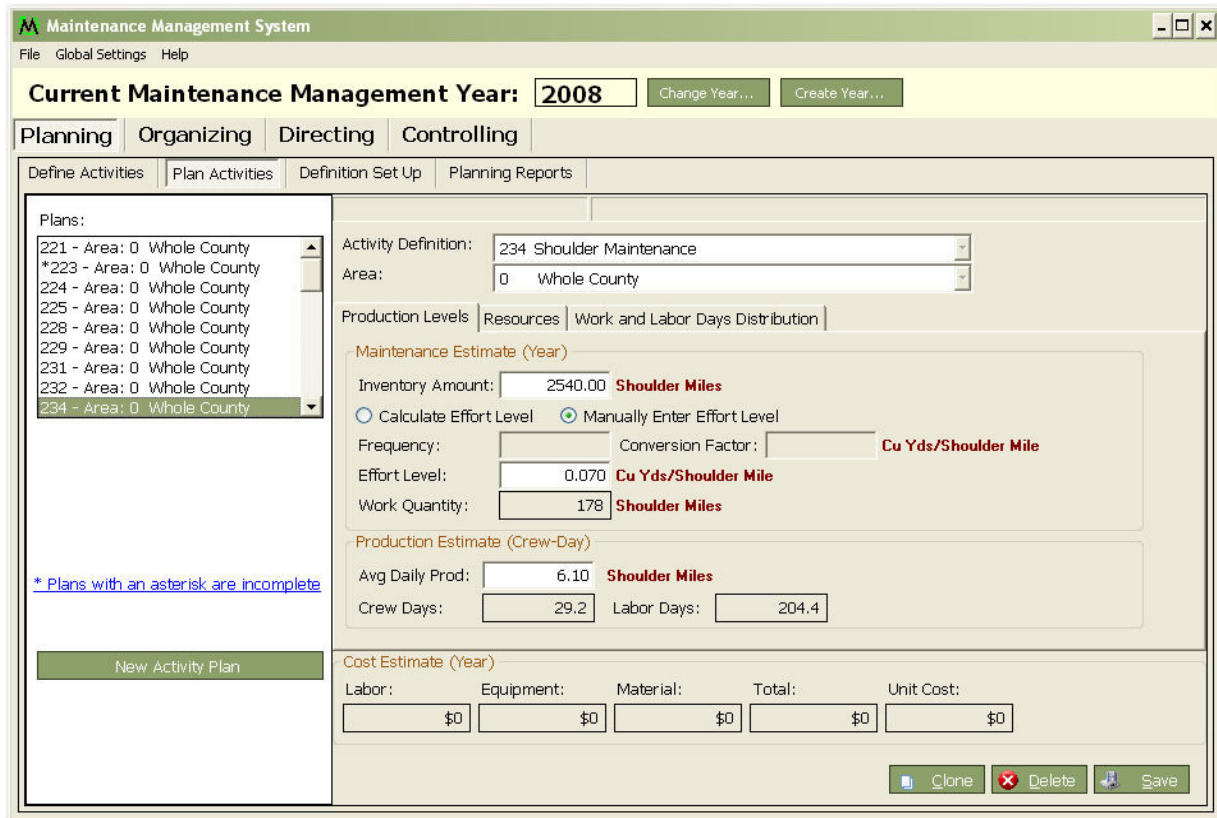 Maintenance Management System
File Global Settings Help
Current Maintenance Management Year: 2008 Change Year... Create Year...
Planning Organizing Directing Controlling
Define Activities Plan Activities Definition Set Up Planning Reports
Plans:
221 - Area: 0 Whole County
*223 - Area: 0 Whole County
224 - Area: 0 Whole County
225 - Area: 0 Whole County
228 - Area: 0 Whole County
229 - Area: 0 Whole County
231 - Area: 0 Whole County
232 - Area: 0 Whole County
234 - Area: 0 Whole County
* Plans with an asterisk are incomplete
New Activity Plan
Activity Definition: 234 Shoulder Maintenance
Area: 0 Whole County
Production Levels Resources Work and Labor Days Distribution
Maintenance Estimate (Year)
Inventory Amount: 2540.00 Shoulder Miles
Calculate Effort Level Manually Enter Effort Level
Frequency: Conversion Factor: Cu Yds/Shoulder Mile
Effort Level: 0.070 Cu Yds/Shoulder Mile
Work Quantity: 178 Shoulder Miles
Production Estimate (Crew-Day)
Avg Daily Prod: 6.10 Shoulder Miles
Crew Days: 29.2 Labor Days: 204.4
Cost Estimate (Year)
Labor: Equipment: Material: Total: Unit Cost:
$0 $0 $0 $0 $0
Clone Delete Save